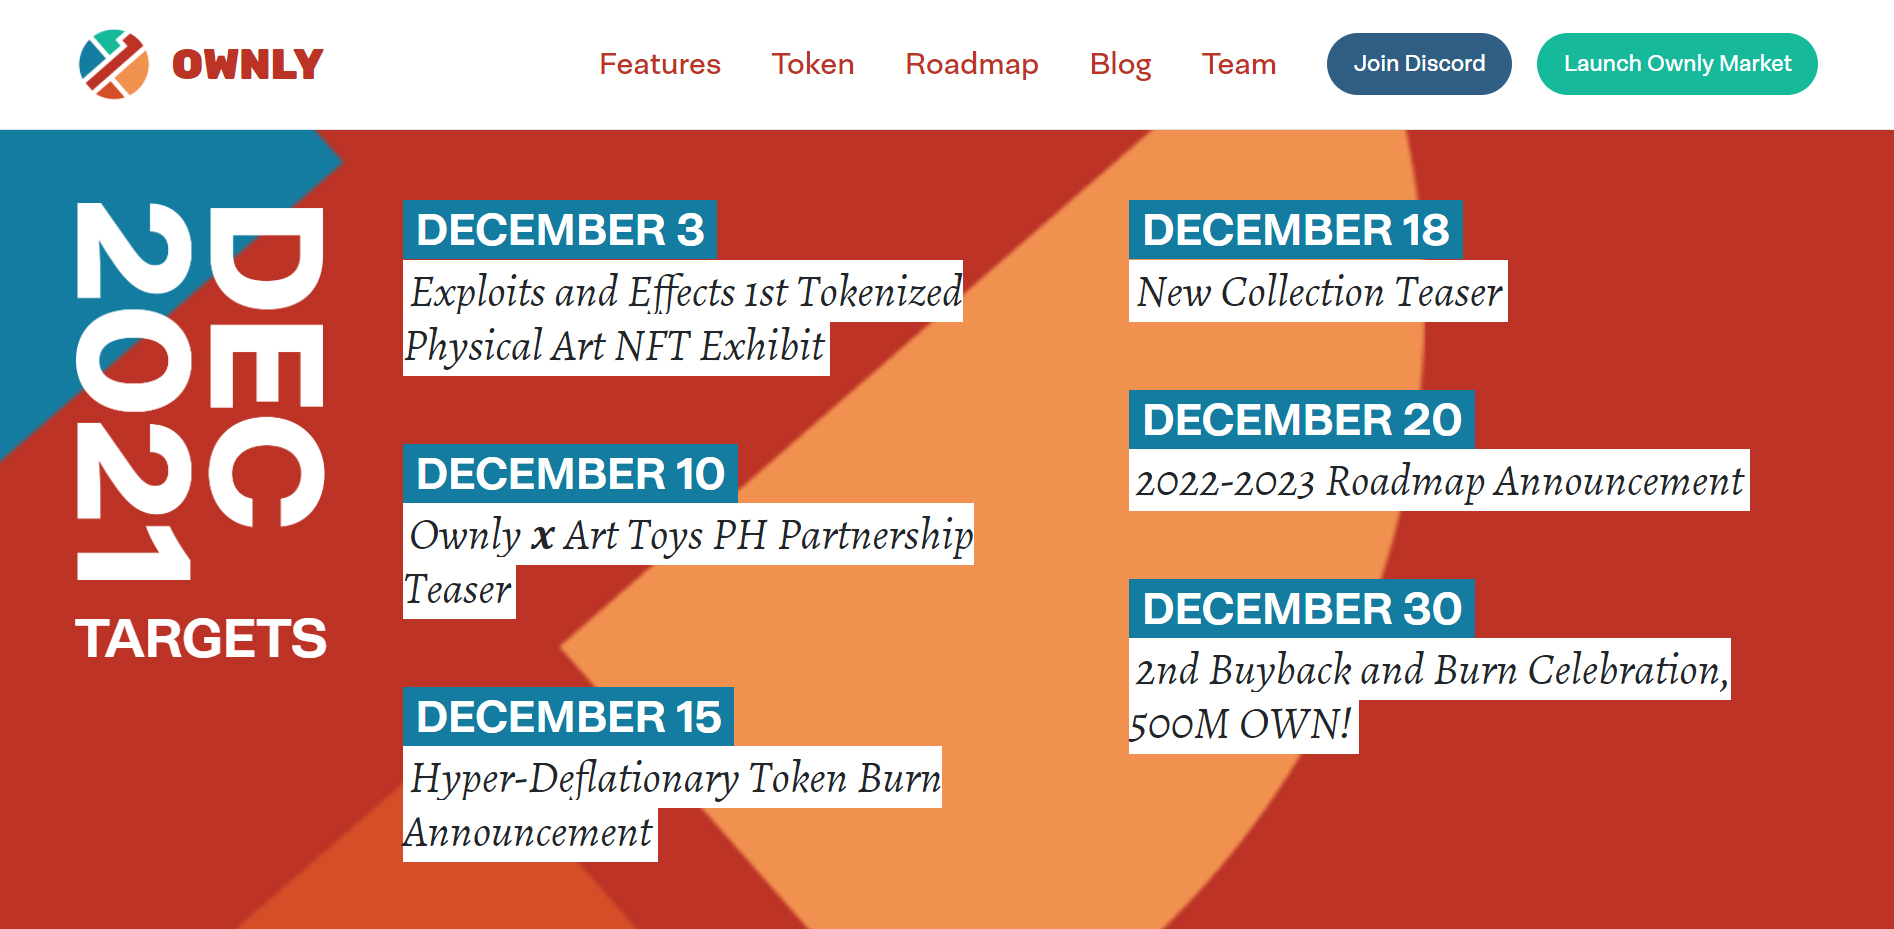 OWNLY
Features
Token
Roadmap
Blog
Team
Join Discord
Launch Ownly Market
DEC
2021
TARGETS
DECEMBER 3
Exploits and Effects 1st Tokenized
Physical Art NFT Exhibit
DECEMBER 10
Ownly x Art Toys PH Partnership
Teaser
DECEMBER 15
Hyper-Deflationary Token Burn
Announcement
DECEMBER 18
New Collection Teaser
DECEMBER 20
2022-2023 Roadmap Announcement
DECEMBER 30
2nd Buyback and Burn Celebration,
500M OWN!